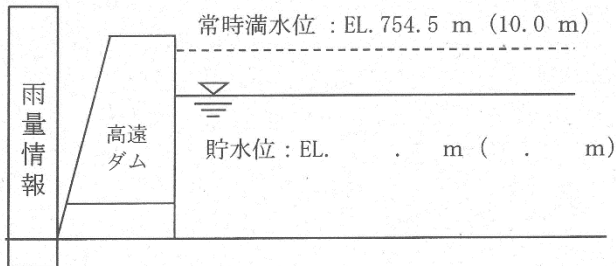 常時満水位：EL.754.5 m (10.0 m)
雨量情報
高遠
ダム
貯水位：EL.　　．　m (　．　m)